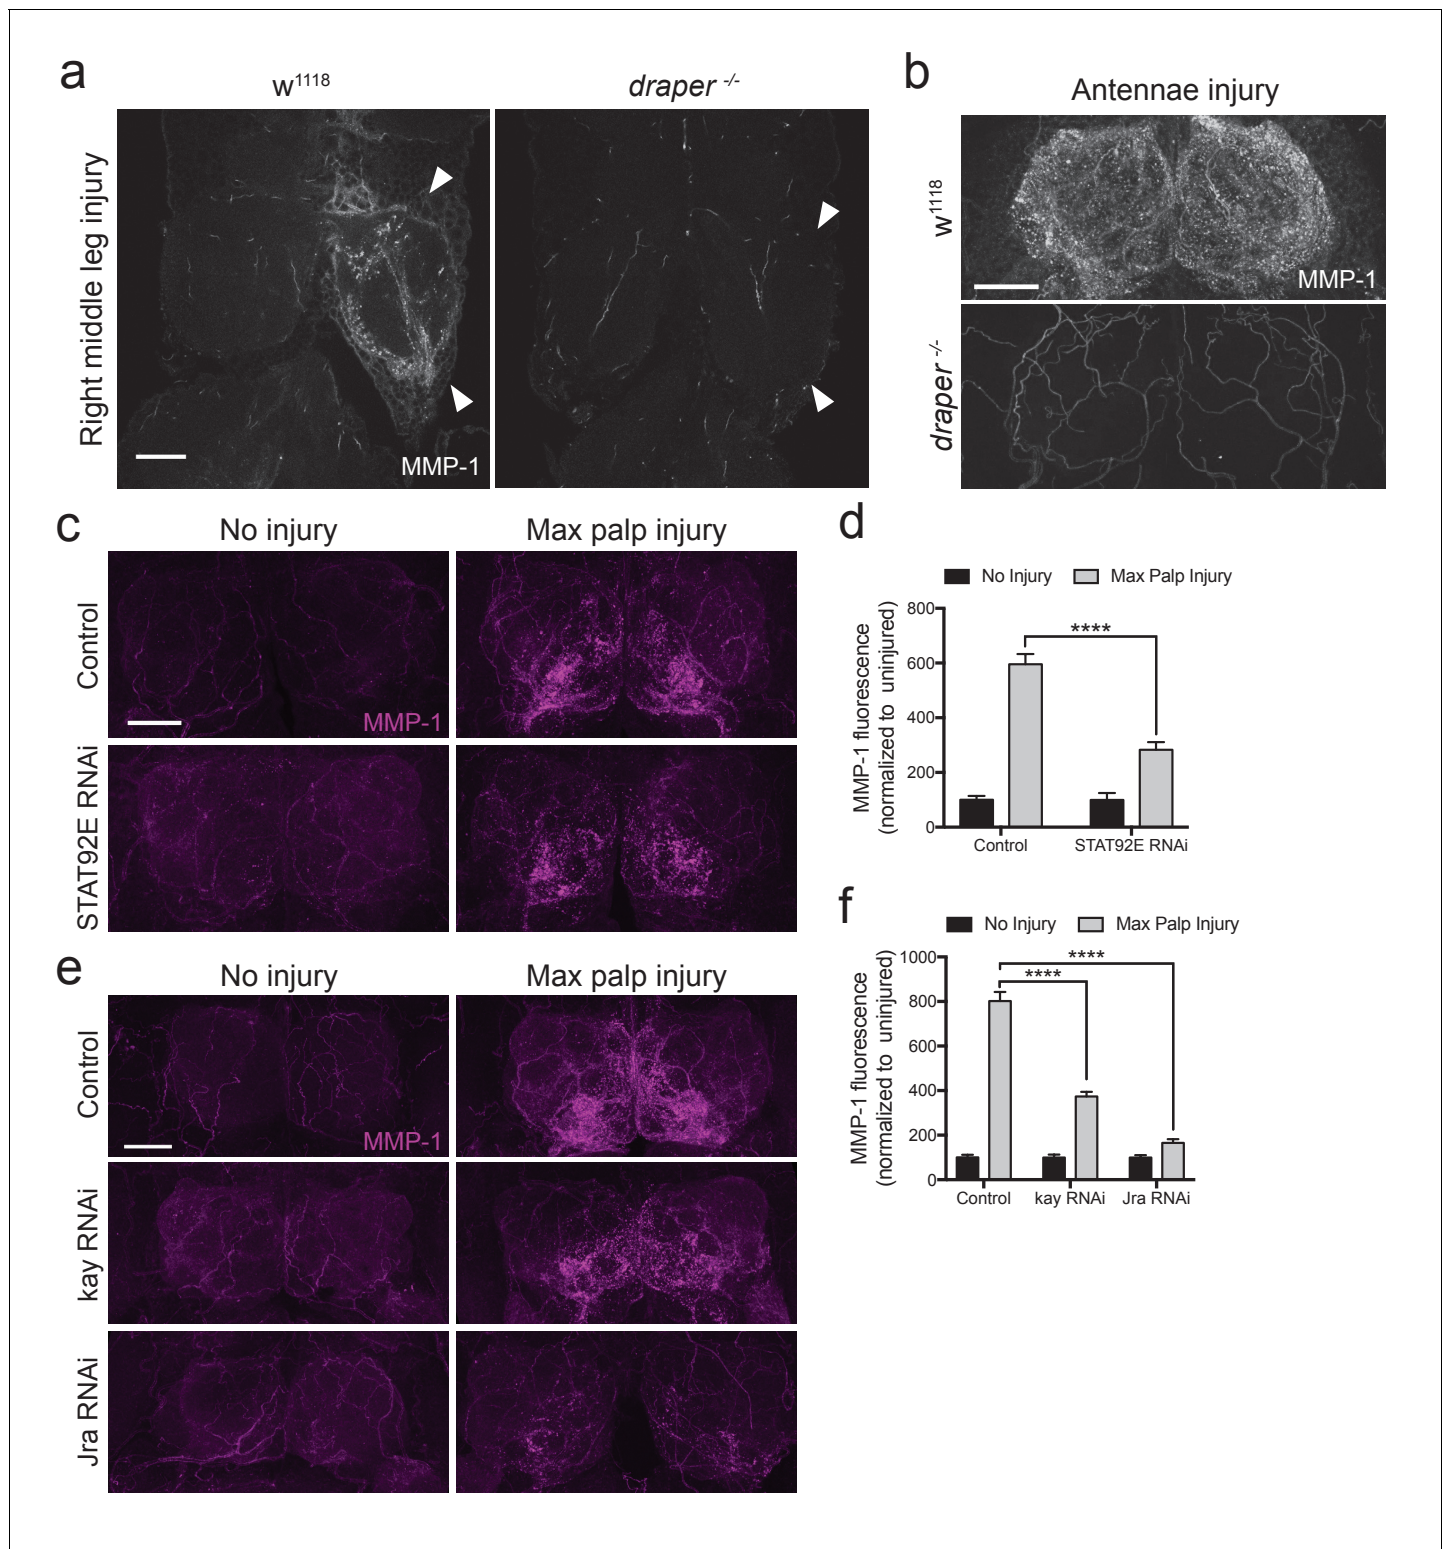 a
w1118
draper -/-
Right middle leg injury
MMP-1
b
Antennae injury
w1118
MMP-1
draper -/-
c
No injury
Max palp injury
Control
MMP-1
STAT92E RNAi
d
No Injury
Max Palp Injury
MMP-1 fluorescence
(normalized to uninjured)
800
600
400
200
0
****
Control
STAT92E RNAi
e
No injury
Max palp injury
Control
MMP-1
kay RNAi
Jra RNAi
f
No Injury
Max Palp Injury
MMP-1 fluorescence
(normalized to uninjured)
1000
800
600
400
200
0
****
****
Control
kay RNAi
Jra RNAi